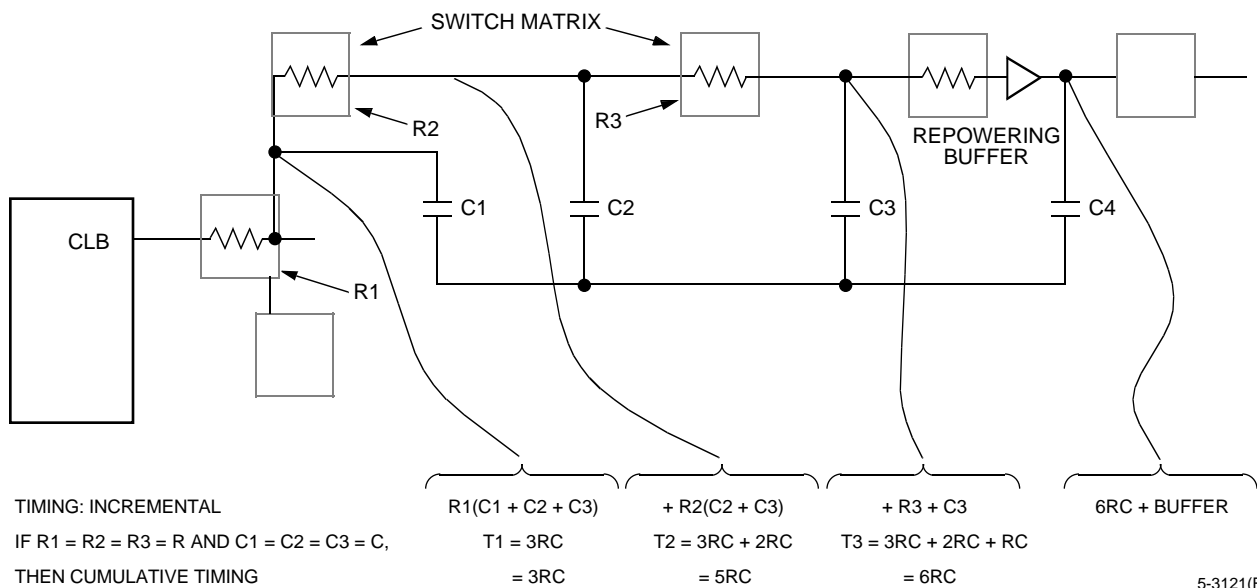 SWITCH MATRIX
R2
R3
REPOWERING
BUFFER
C1
C2
C3
C4
CLB
R1
TIMING: INCREMENTAL
R1(C1 + C2 + C3)
+ R2(C2 + C3)
+ R3 + C3
6RC + BUFFER
IF R1 = R2 = R3 = R AND C1 = C2 = C3 = C,
T1 = 3RC
T2 = 3RC + 2RC
T3 = 3RC + 2RC + RC
THEN CUMULATIVE TIMING
= 3RC
= 5RC
= 6RC